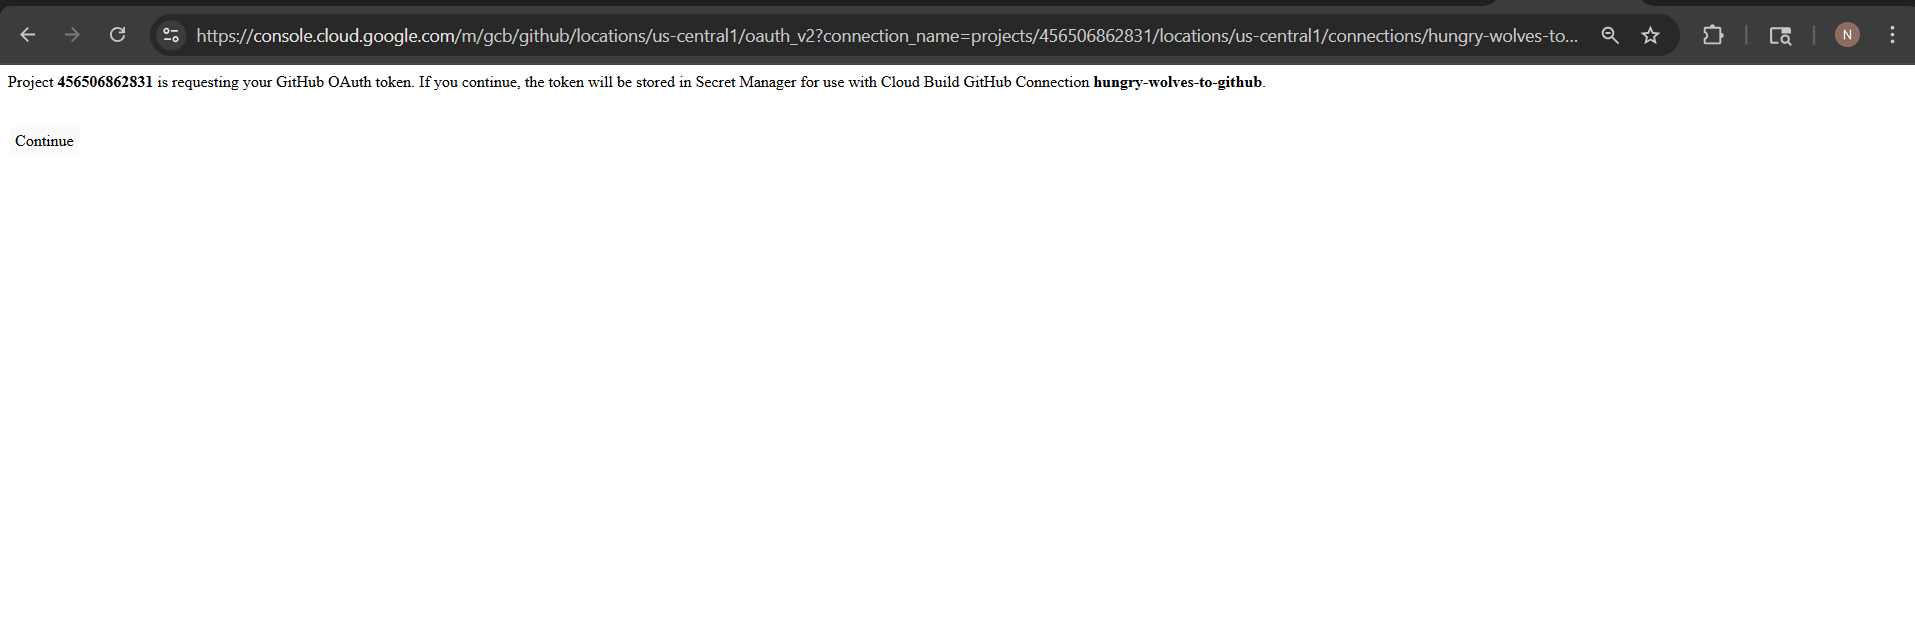 https://console.cloud.google.com/m/gcb/github/locations/us-central1/oauth_v2?connection_name=projects/456506862831/locations/us-central1/connections/hungry-wolves-to...
N
Project 456506862831 is requesting your GitHub OAuth token. If you continue, the token will be stored in Secret Manager for use with Cloud Build GitHub Connection hungry-wolves-to-github.
Continue